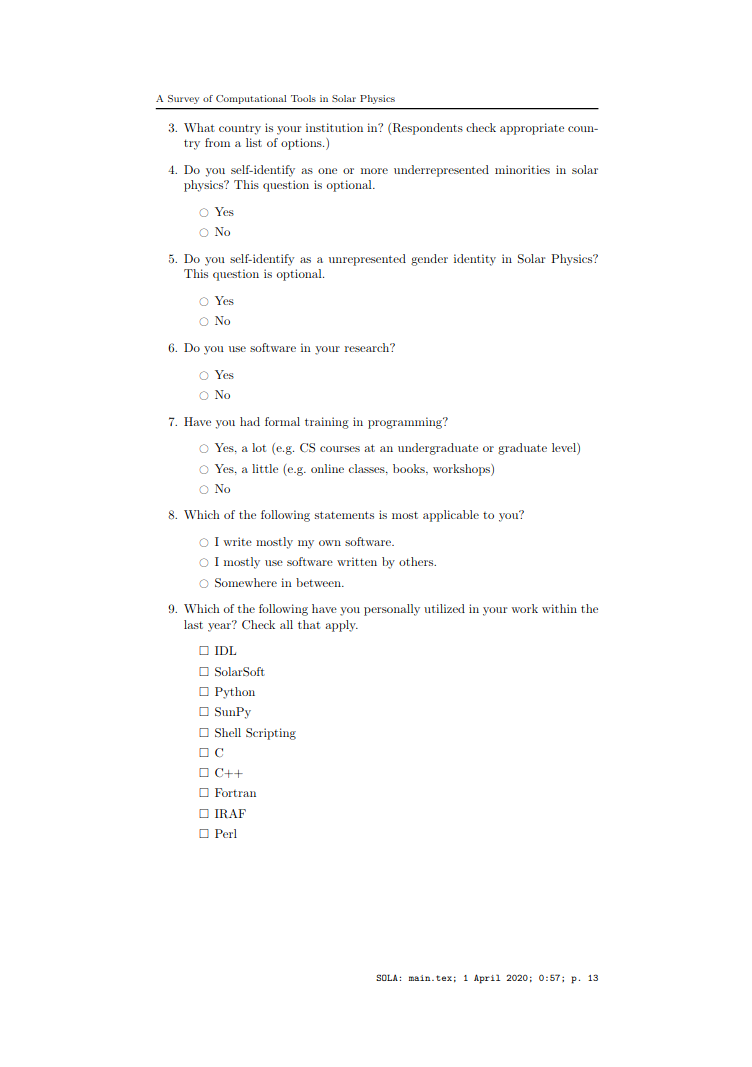 A Survey of Computational Tools in Solar Physics
3. What country is your institution in? (Respondents check appropriate coun-
try from a list of options.)
4. Do you self-identify as one or more underrepresented minorities in solar
physics? This question is optional.
○ Yes
○ No
5. Do you self-identify as a unrepresented gender identity in Solar Physics?
This question is optional.
○ Yes
○ No
6. Do you use software in your research?
○ Yes
○ No
7. Have you had formal training in programming?
○ Yes, a lot (e.g. CS courses at an undergraduate or graduate level)
○ Yes, a little (e.g. online classes, books, workshops)
○ No
8. Which of the following statements is most applicable to you?
○ I write mostly my own software.
○ I mostly use software written by others.
○ Somewhere in between.
9. Which of the following have you personally utilized in your work within the
last year? Check all that apply.
□ IDL
□ SolarSoft
□ Python
□ SunPy
□ Shell Scripting
□ C
□ C++
□ Fortran
□ IRAF
□ Perl
SOLA: main.tex; 1 April 2020; 0:57; p. 13